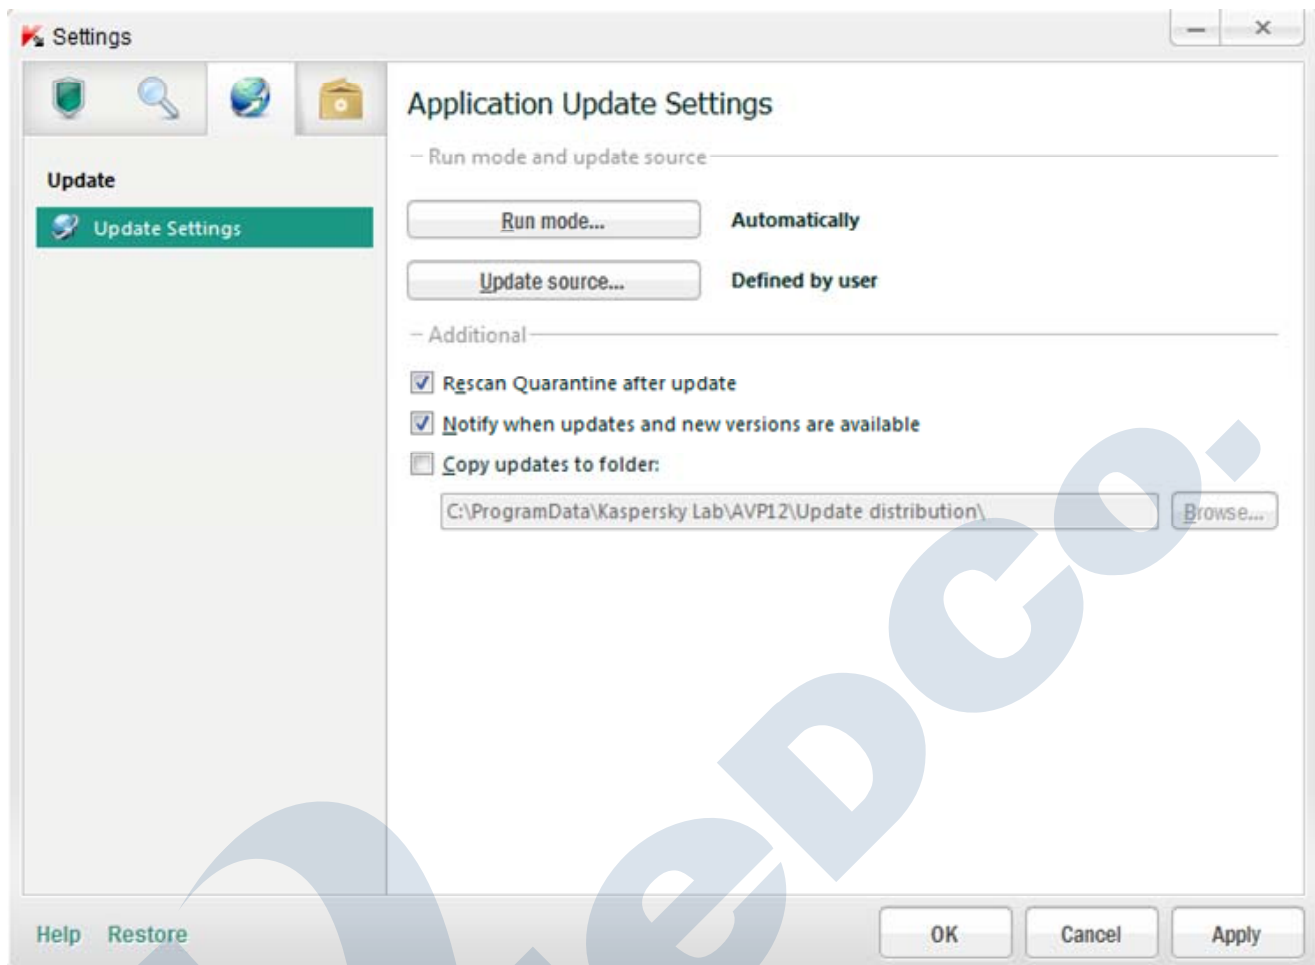 Settings
Application Update Settings
Run mode and update source
Update
Update Settings
Run mode... Automatically
Update source... Defined by user
Additional
Rescan Quarantine after update
Notify when updates and new versions are available
Copy updates to folder:
C:\ProgramData\Kaspersky Lab\AVP12\Update distribution\ Browse...
Help Restore OK Cancel Apply